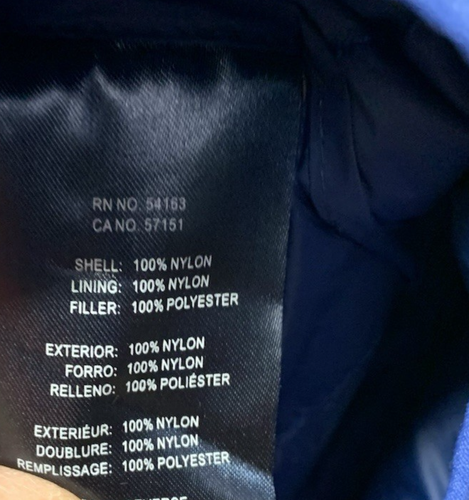 RN NO. 54163
CA NO. 57151
SHELL: 100% NYLON
LINING: 100% NYLON
FILLER: 100% POLYESTER
EXTERIOR: 100% NYLON
FORRO: 100% NYLON
RELLENO: 100% POLIÉSTER
EXTERIÉUR: 100% NYLON
DOUBLURE: 100% NYLON
REMPLISSAGE: 100% POLYESTER